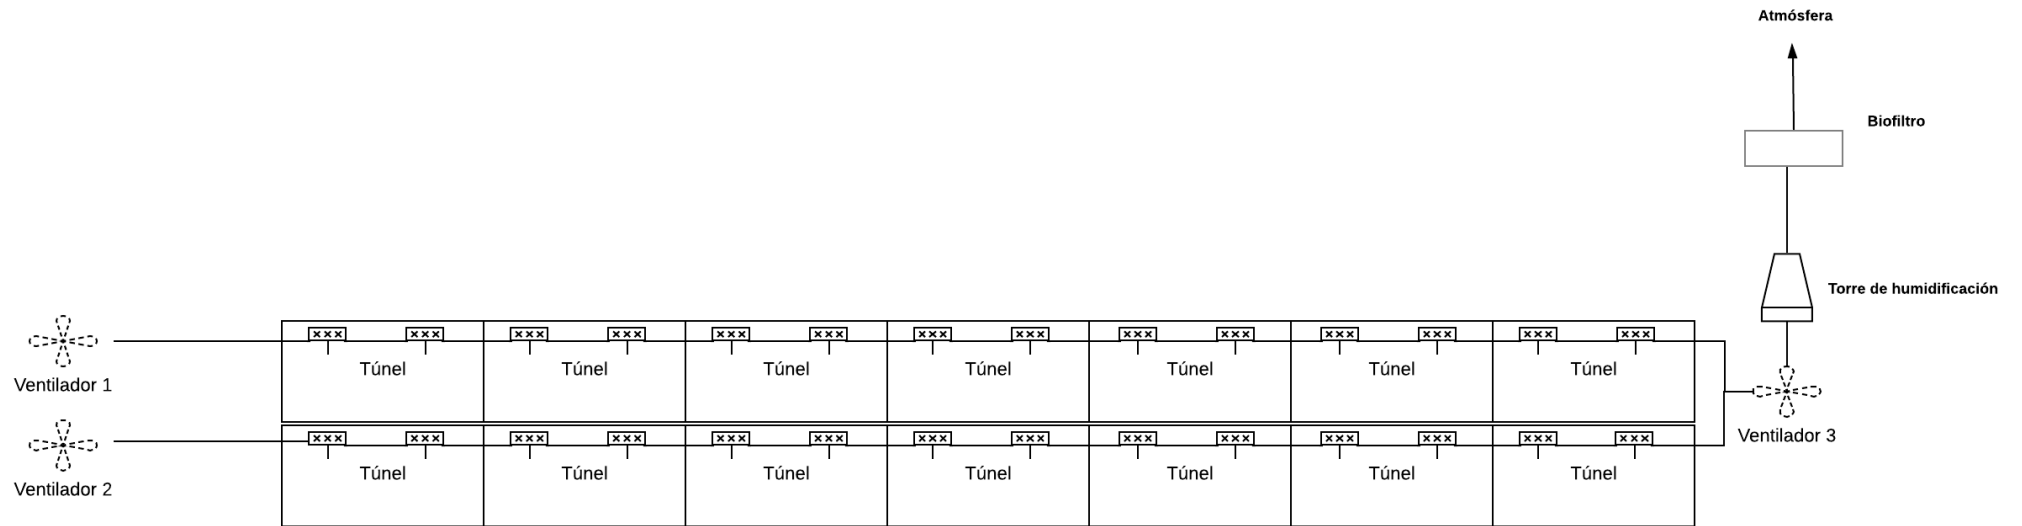 Atmósfera
Biofiltro
Torre de humidificación
Túnel Túnel Túnel Túnel Túnel Túnel Túnel
Ventilador 1
Ventilador 3
Túnel Túnel Túnel Túnel Túnel Túnel Túnel
Ventilador 2